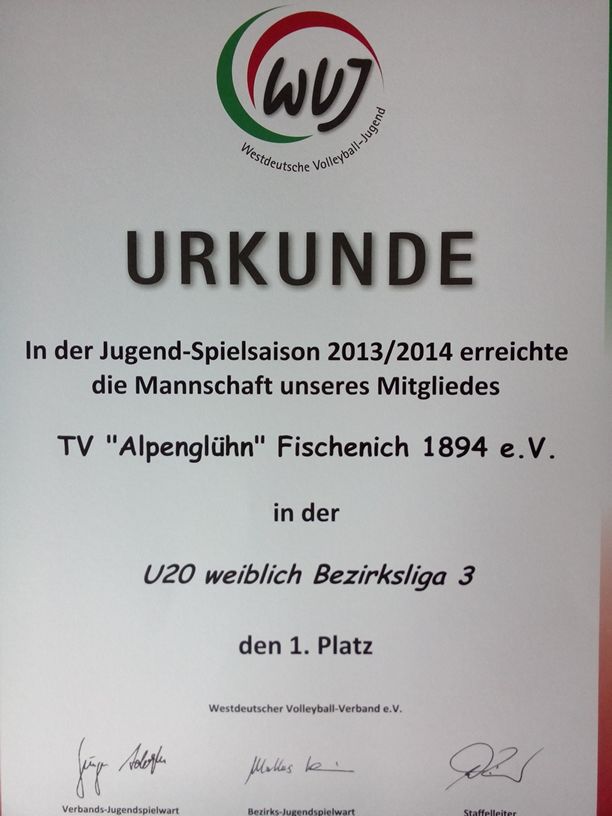 WVJ
Westdeutsche Volleyball-Jugend
URKUNDE
In der Jugend-Spielsaison 2013/2014 erreichte
die Mannschaft unseres Mitgliedes
TV "Alpenglühn" Fischenich 1894 e.V.
in der
U20 weiblich Bezirksliga 3
den 1. Platz
Westdeutscher Volleyball-Verband e.V.
Verbands-Jugendspielwart Bezirks-Jugendspielwart Staffelleiter